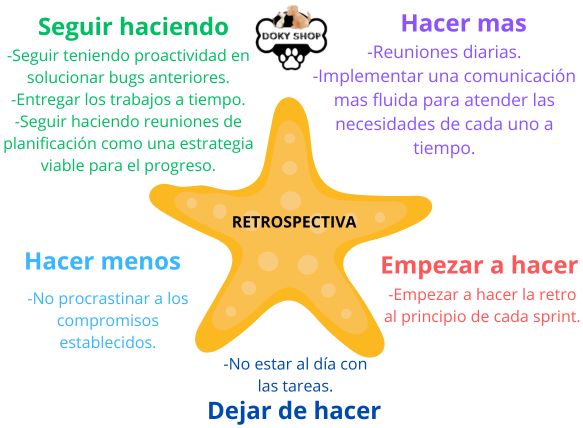 Seguir haciendo
-Seguir teniendo proactividad en
solucionar bugs anteriores.
-Entregar los trabajos a tiempo.
-Seguir haciendo reuniones de
planificación como una estrategia
viable para el progreso.
DOKY SHOP
Hacer mas
-Reuniones diarias.
-Implementar una comunicación
mas fluida para atender las
necesidades de cada uno a
tiempo.
RETROSPECTIVA
Hacer menos
-No procrastinar a los
compromisos
establecidos.
Empezar a hacer
-Empezar a hacer la retro
al principio de cada sprint.
-No estar al día con
las tareas.
Dejar de hacer